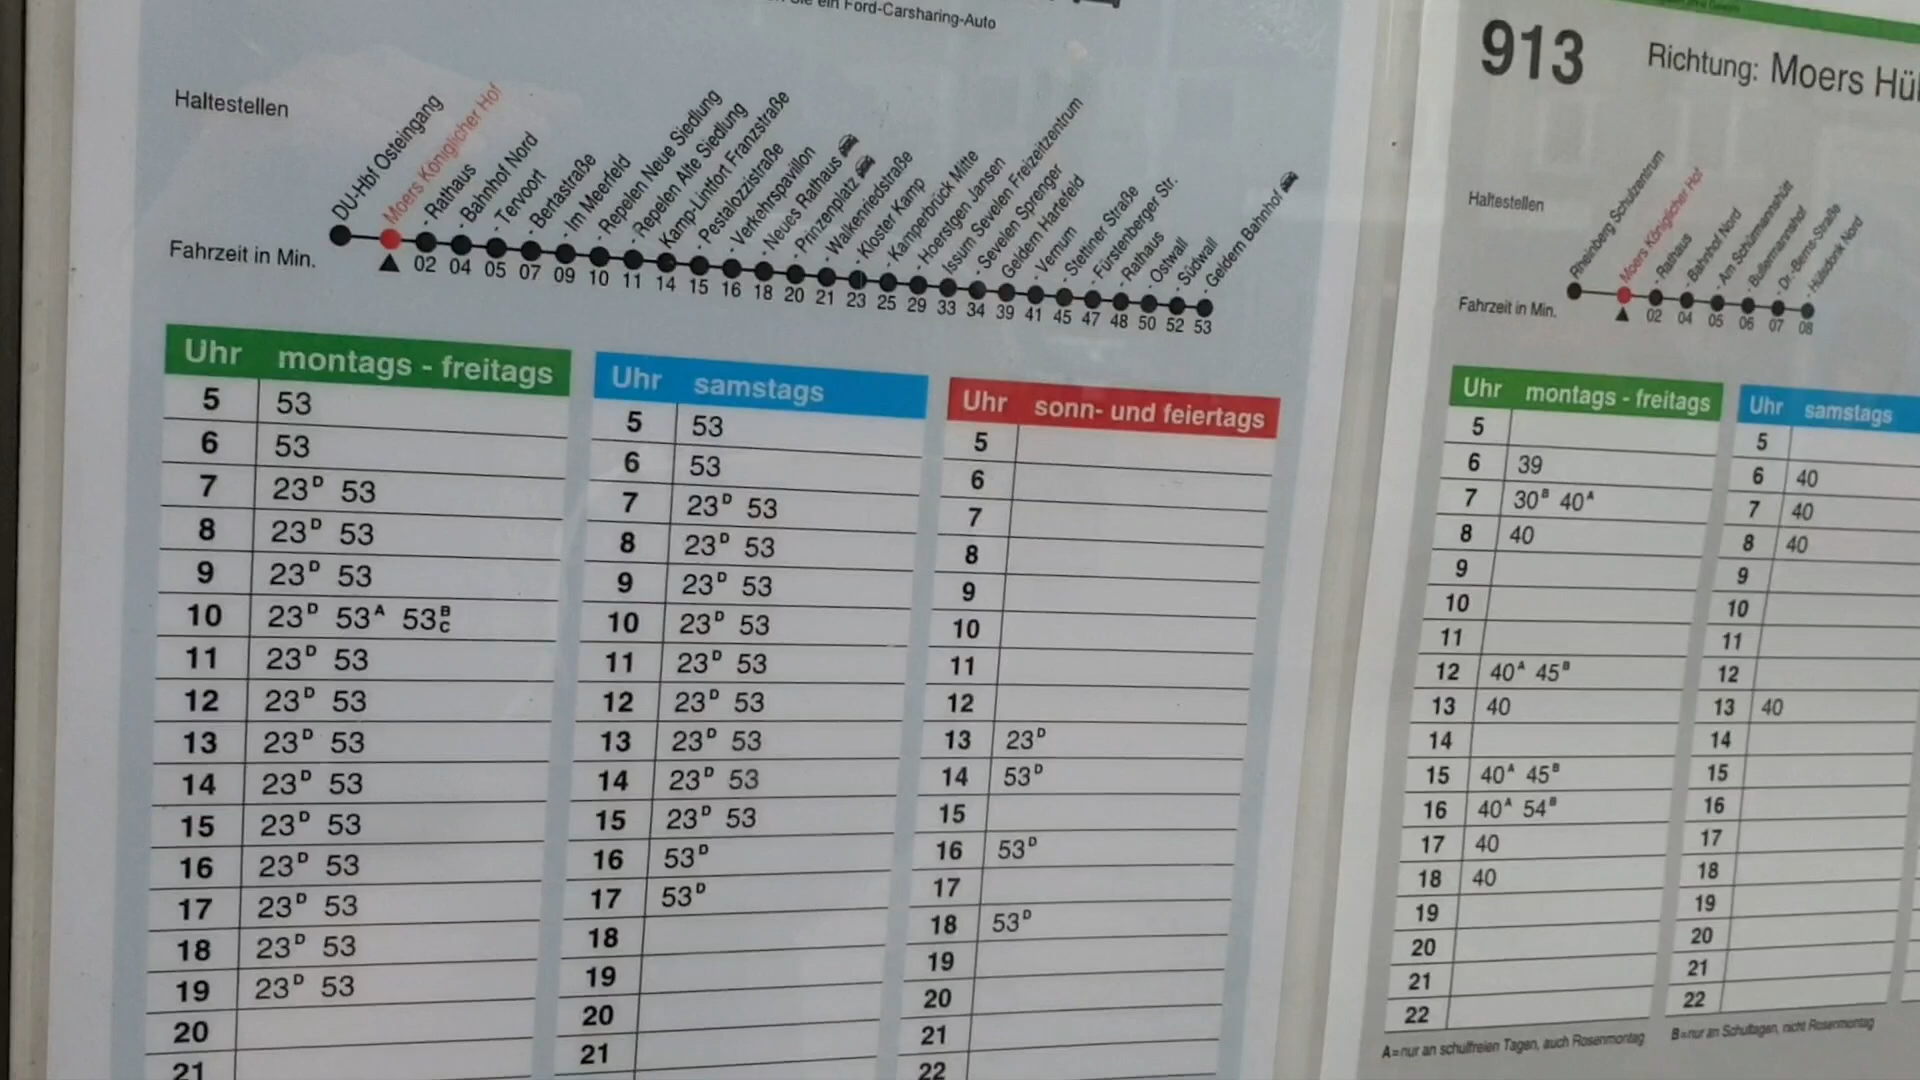 Sie ein Ford-Carsharing-Auto
Haltestellen
DU-Hbf Osteingang
Moers Königlicher Hof
Rathaus
Bahnhof Nord
Tervoort
Bertastraße
Im Meerfeld
Repelen Neue Siedlung
Repelen Alte Siedlung
Kamp-Lintfort Franzstraße
Pestalozzistraße
Verkehrspavillon
Neues Rathaus
Prinzenplatz
Walkenriedstraße
Kloster Kamp
Kamperbrück Mitte
Hoerstgen Jansen
Issum Sevelen Freizeitzentrum
Sevelen Sprenger
Geldern Hartefeld
Vernum
Stettiner Straße
Fürstenberger Str.
Rathaus
Ostwall
Südwall
Geldern Bahnhof
Fahrzeit in Min. 02 04 05 07 09 10 11 14 15 16 18 20 21 23 25 29 33 34 39 41 45 47 48 50 52 53
Uhr montags - freitags
5 53
6 53
7 23D 53
8 23D 53
9 23D 53
10 23D 53A 53B C
11 23D 53
12 23D 53
13 23D 53
14 23D 53
15 23D 53
16 23D 53
17 23D 53
18 23D 53
19 23D 53
20
21
Uhr samstags
5 53
6 53
7 23D 53
8 23D 53
9 23D 53
10 23D 53
11 23D 53
12 23D 53
13 23D 53
14 23D 53
15 23D 53
16 53D
17 53D
18
19
20
21
Uhr sonn- und feiertags
5
6
7
8
9
10
11
12
13 23D
14 53D
15
16 53D
17
18 53D
19
20
21
22
913 Richtung: Moers Hü
Haltestellen
Rheinberg Schulzentrum
Moers Königlicher Hof
Rathaus
Bahnhof Nord
Am Schürmannshütt
Bullermannshof
Dr.-Berns-Straße
Hülsdonk Nord
Fahrzeit in Min. 02 04 05 06 07 08
Uhr montags - freitags
5
6 39
7 30B 40A
8 40
9
10
11
12 40A 45B
13 40
14
15 40A 45B
16 40A 54B
17 40
18 40
19
20
21
22
Uhr samstags
5
6 40
7 40
8 40
9
10
11
12
13 40
14
15
16
17
18
19
20
21
22
A=nur an schulfreien Tagen, auch Rosenmontag
B=nur an Schultagen, nicht Rosenmontag